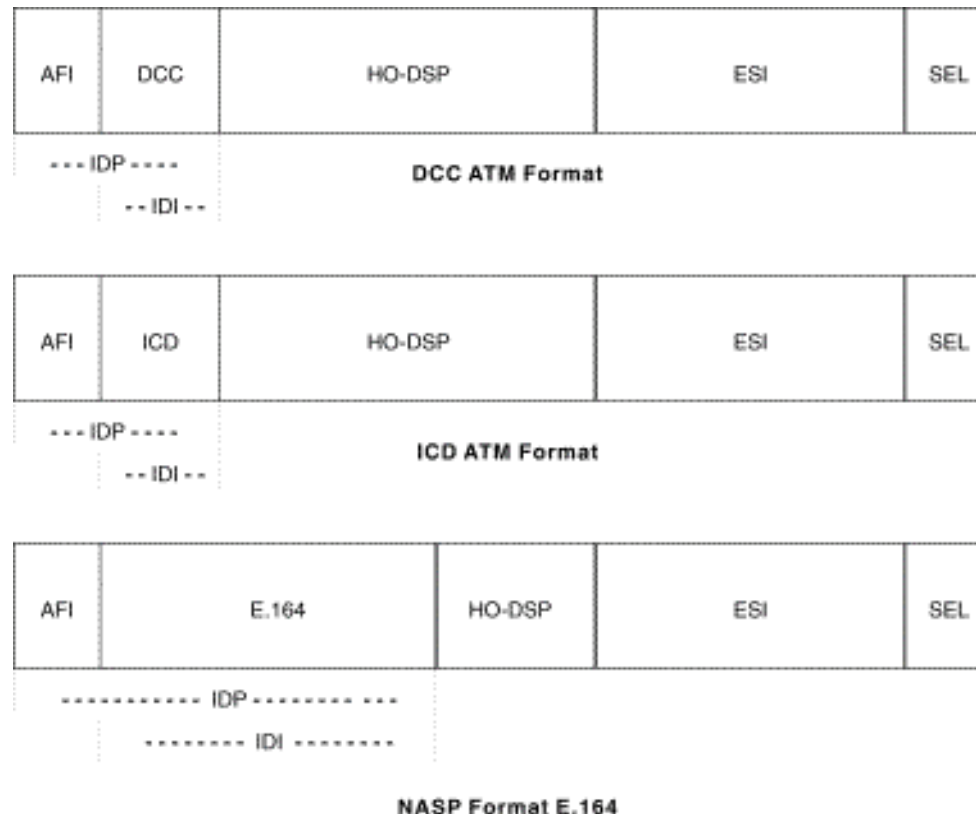 AFI DCC HO-DSP ESI SEL
---IDP----
DCC ATM Format
--IDI--
AFI ICD HO-DSP ESI SEL
---IDP----
ICD ATM Format
--IDI--
AFI E.164 HO-DSP ESI SEL
----------- IDP -------- ---
-------- IDI --------
NASP Format E.164